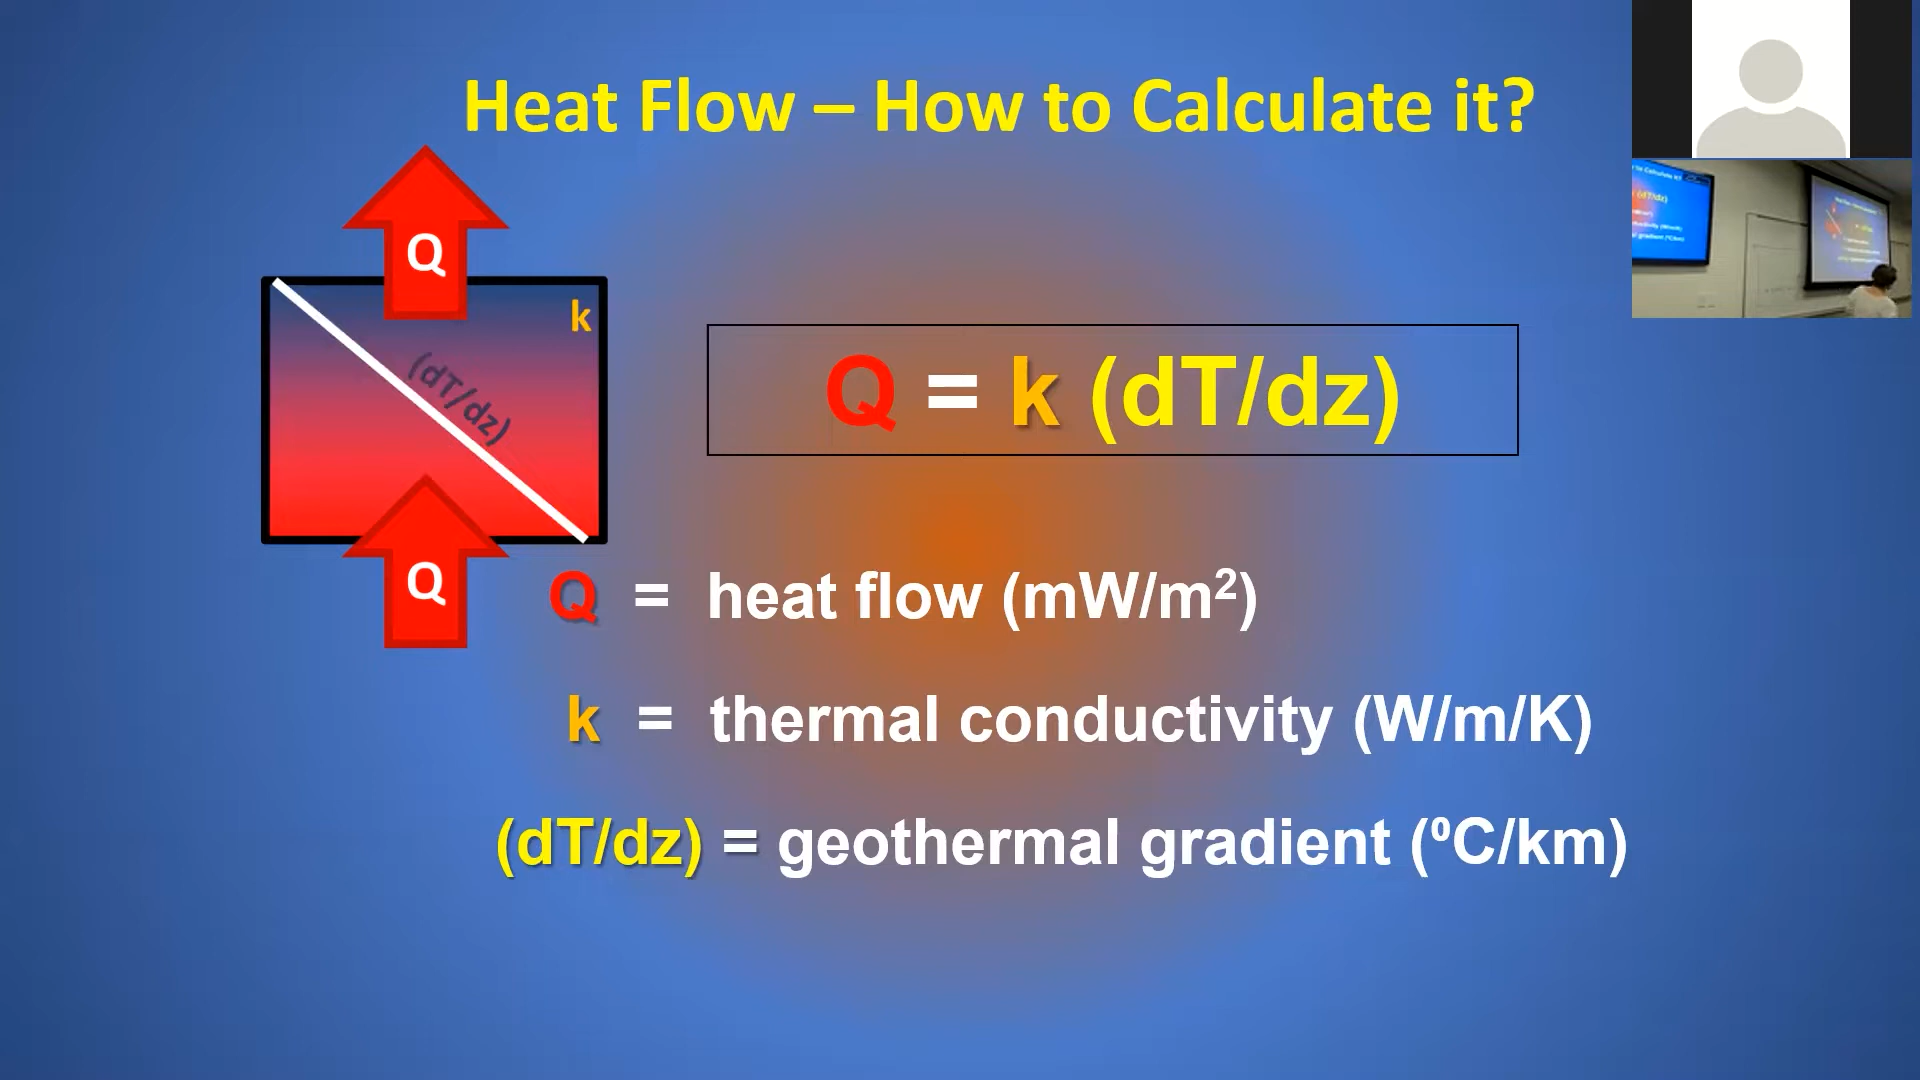 Heat Flow – How to Calculate it?
Q
k
(dT/dz)
Q
Q = k (dT/dz)
Q = heat flow (mW/m²)
k = thermal conductivity (W/m/K)
(dT/dz) = geothermal gradient (⁰C/km)